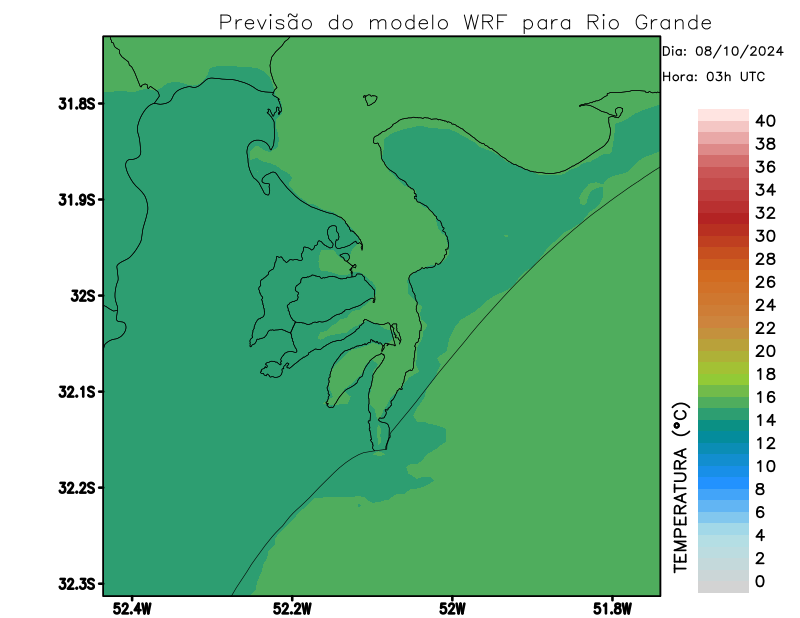 Previsão do modelo WRF para Rio Grande
Dia: 08/10/2024
Hora: 03h UTC
31.8S
31.9S
32S
32.1S
32.2S
32.3S
52.4W
52.2W
52W
51.8W
TEMPERATURA (°C)
40
38
36
34
32
30
28
26
24
22
20
18
16
14
12
10
8
6
4
2
0